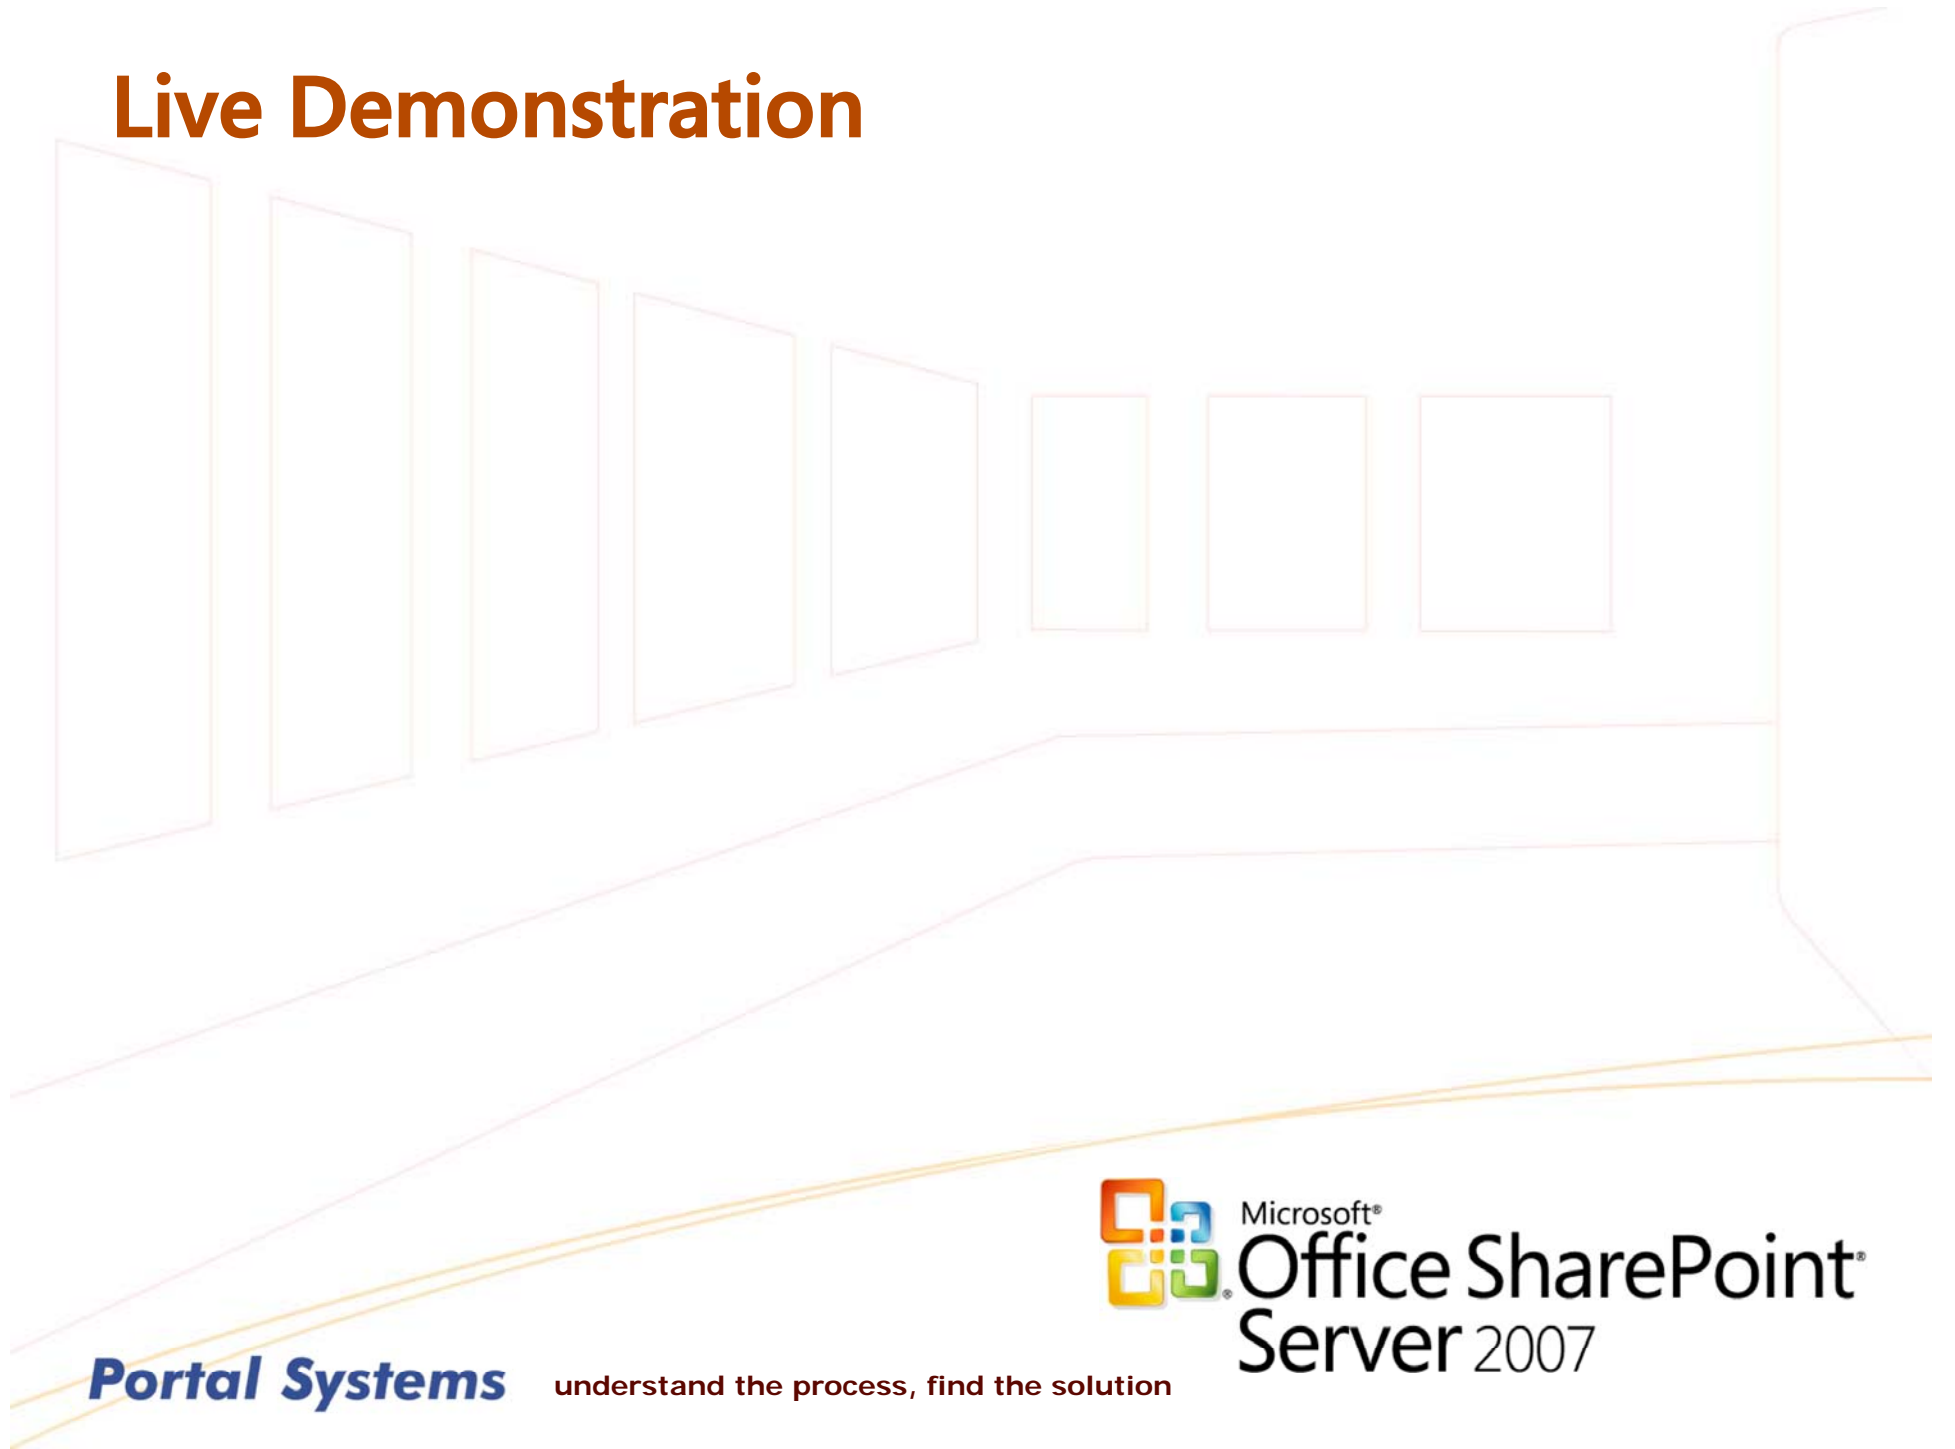 Live Demonstration
Microsoft®
Office SharePoint®
Server 2007
Portal Systems
understand the process, find the solution